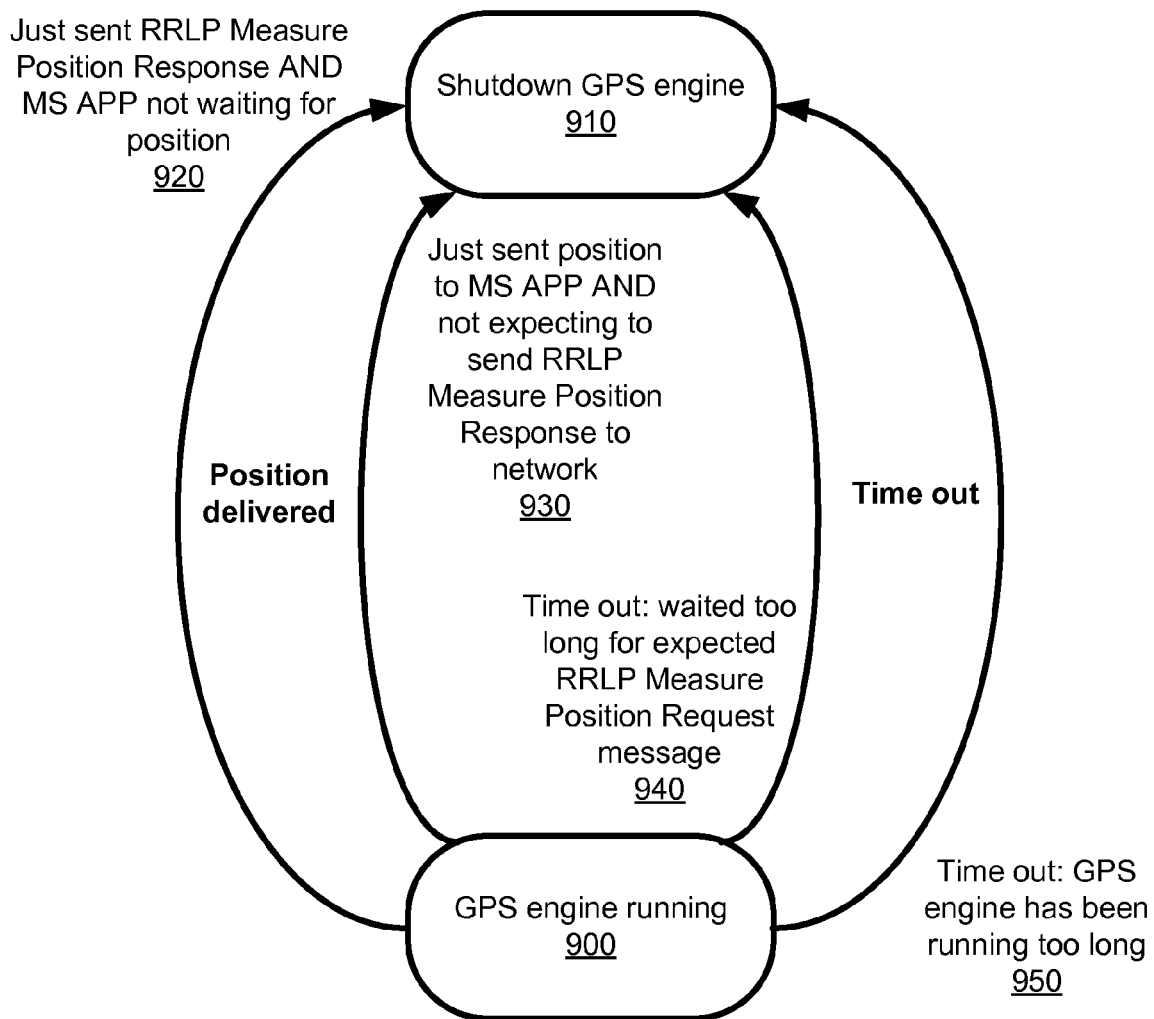 Just sent RRLP Measure
Position Response AND
MS APP not waiting for
position
920
Shutdown GPS engine
910
Just sent position
to MS APP AND
not expecting to
send RRLP
Measure Position
Response to
network
930
Position
delivered
Time out
Time out: waited too
long for expected
RRLP Measure
Position Request
message
940
GPS engine running
900
Time out: GPS
engine has been
running too long
950